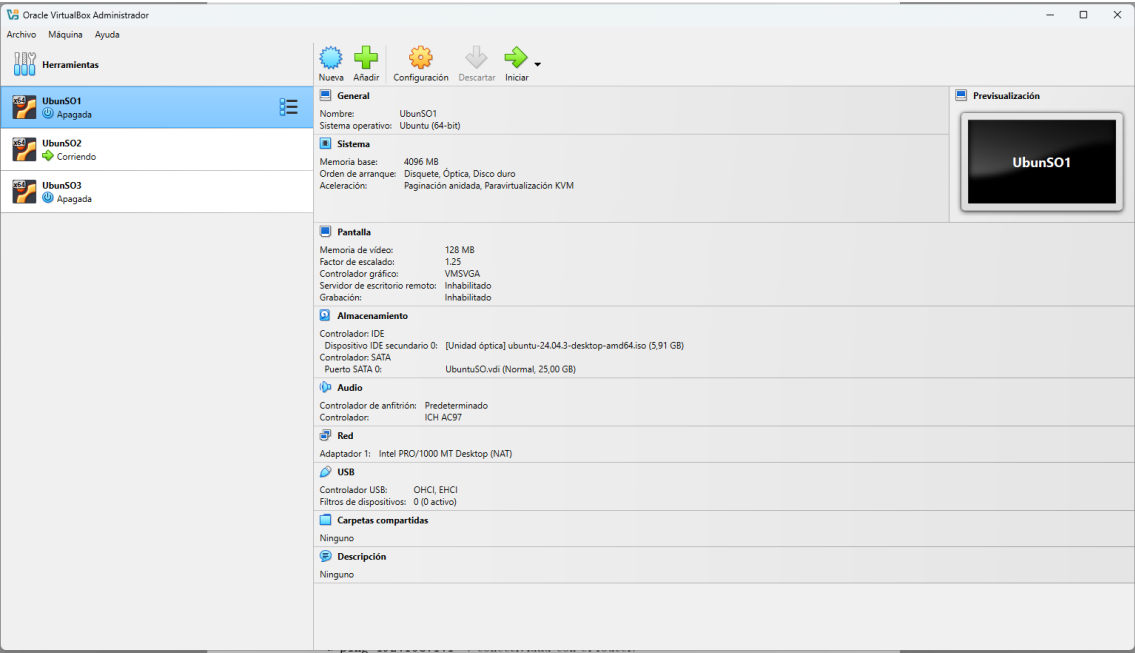 Oracle VirtualBox Administrador
Archivo Máquina Ayuda
Herramientas
Nueva Añadir Configuración Descartar Iniciar
x64 UbunSO1
Apagada
x64 UbunSO2
Corriendo
x64 UbunSO3
Apagada
General
Nombre: UbunSO1
Sistema operativo: Ubuntu (64-bit)
Previsualización
UbunSO1
Sistema
Memoria base: 4096 MB
Orden de arranque: Disquete, Óptica, Disco duro
Aceleración: Paginación anidada, Paravirtualización KVM
Pantalla
Memoria de vídeo: 128 MB
Factor de escalado: 1.25
Controlador gráfico: VMSVGA
Servidor de escritorio remoto: Inhabilitado
Grabación: Inhabilitado
Almacenamiento
Controlador: IDE
Dispositivo IDE secundario 0: [Unidad óptica] ubuntu-24.04.3-desktop-amd64.iso (5,91 GB)
Controlador: SATA
Puerto SATA 0: UbuntuSO.vdi (Normal, 25,00 GB)
Audio
Controlador de anfitrión: Predeterminado
Controlador: ICH AC97
Red
Adaptador 1: Intel PRO/1000 MT Desktop (NAT)
USB
Controlador USB: OHCI, EHCI
Filtros de dispositivos: 0 (0 activo)
Carpetas compartidas
Ninguno
Descripción
Ninguno